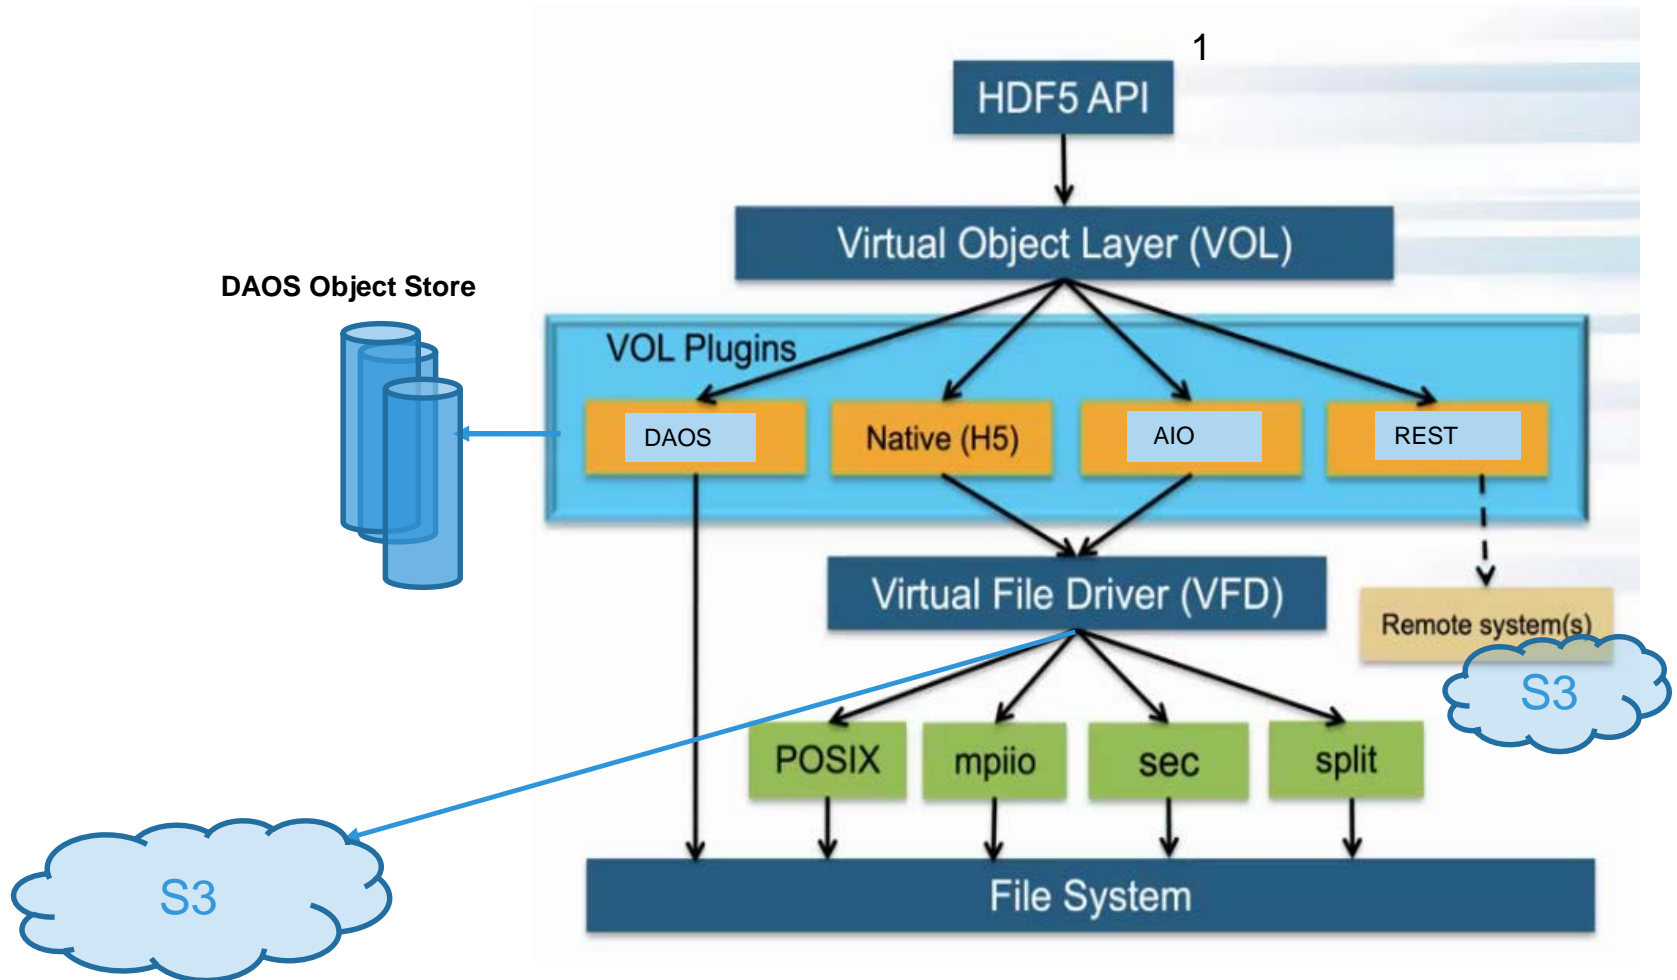 1
HDF5 API
Virtual Object Layer (VOL)
DAOS Object Store
VOL Plugins
DAOS
Native (H5)
AIO
REST
Virtual File Driver (VFD)
Remote system(s)
S3
POSIX
mpiio
sec
split
S3
File System